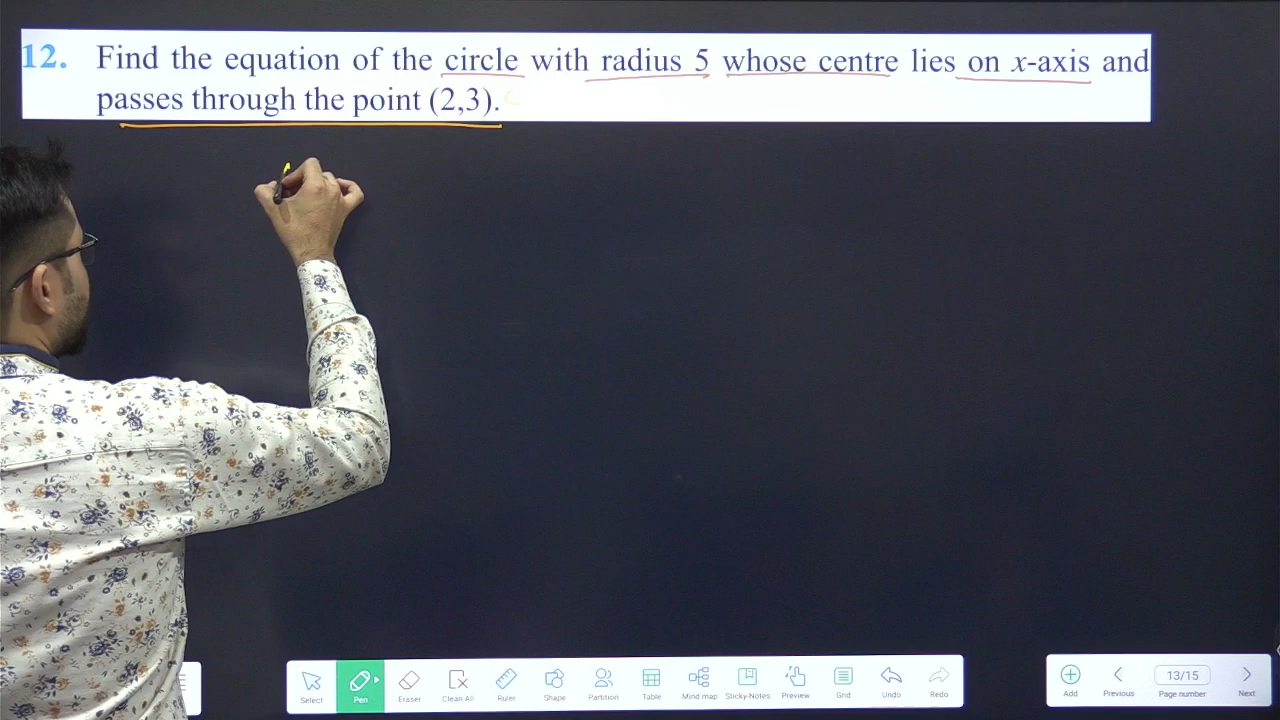 12. Find the equation of the circle with radius 5 whose centre lies on x-axis and
passes through the point (2,3).
Select
Pen
Eraser
Clean All
Ruler
Shape
Partition
Table
Mind map
Sticky-Notes
Preview
Grid
Undo
Redo
Add
Previous
13/15
Page number
Next